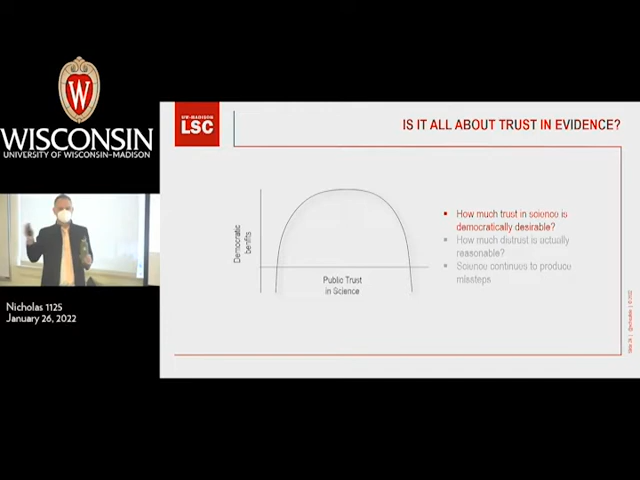 W
WISCONSIN
UNIVERSITY OF WISCONSIN–MADISON
Nicholas 1125
January 26, 2022
UW-MADISON
LSC
IS IT ALL ABOUT TRUST IN EVIDENCE?
Democratic
benifits
Public Trust
in Science
How much trust in science is
democratically desirable?
How much distrust is actually
reasonable?
Science continues to produce
missteps